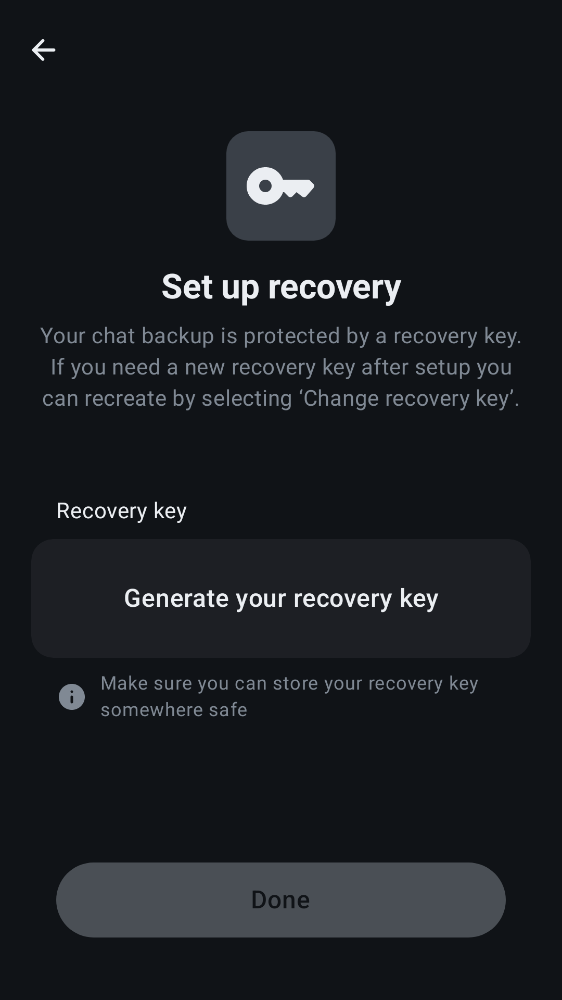 Set up recovery
Your chat backup is protected by a recovery key.
If you need a new recovery key after setup you
can recreate by selecting ‘Change recovery key’.
Recovery key
Generate your recovery key
Make sure you can store your recovery key
somewhere safe
Done